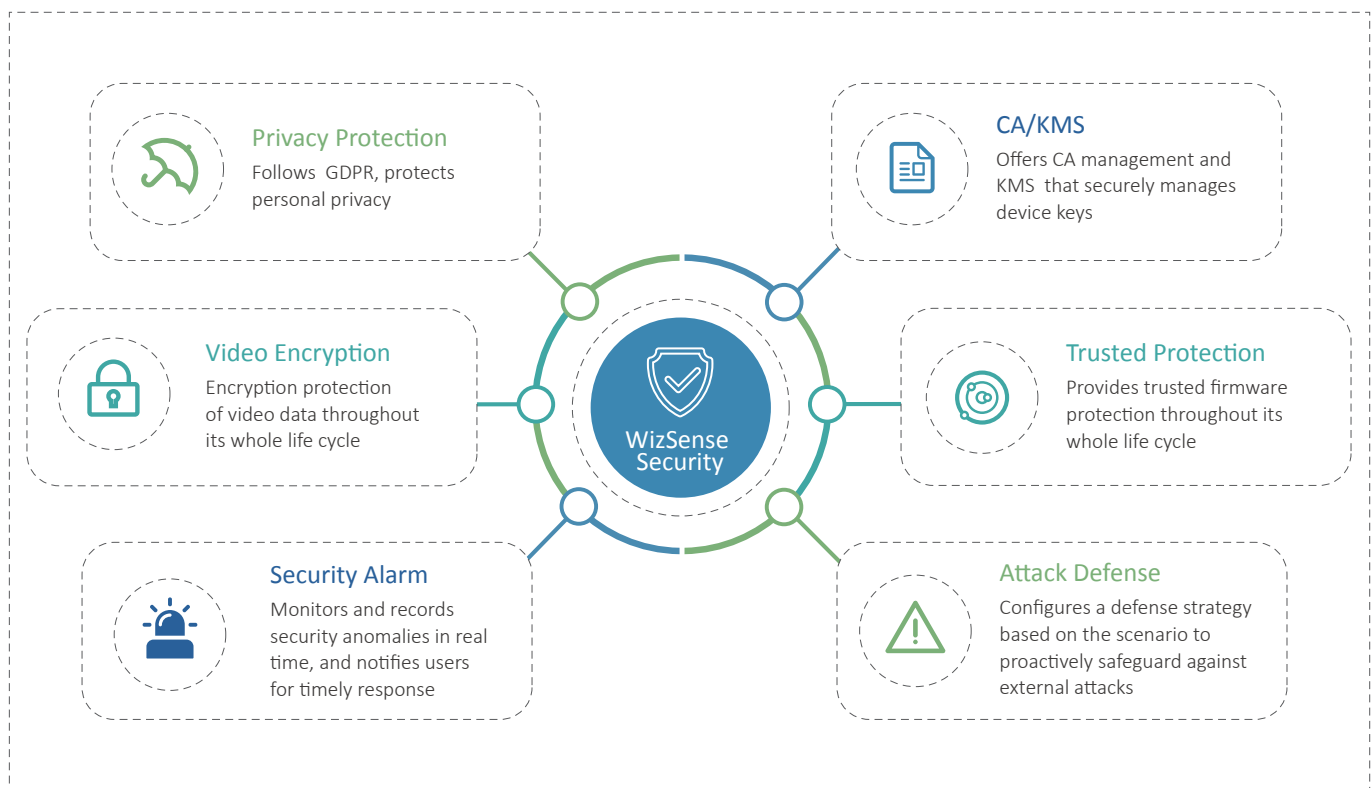 Privacy Protection
Follows GDPR, protects
personal privacy
CA/KMS
Offers CA management and
KMS that securely manages
device keys
Video Encryption
Encryption protection
of video data throughout
its whole life cycle
WizSense
Security
Trusted Protection
Provides trusted firmware
protection throughout its
whole life cycle
Security Alarm
Monitors and records
security anomalies in real
time, and notifies users
for timely response
Attack Defense
Configures a defense strategy
based on the scenario to
proactively safeguard against
external attacks